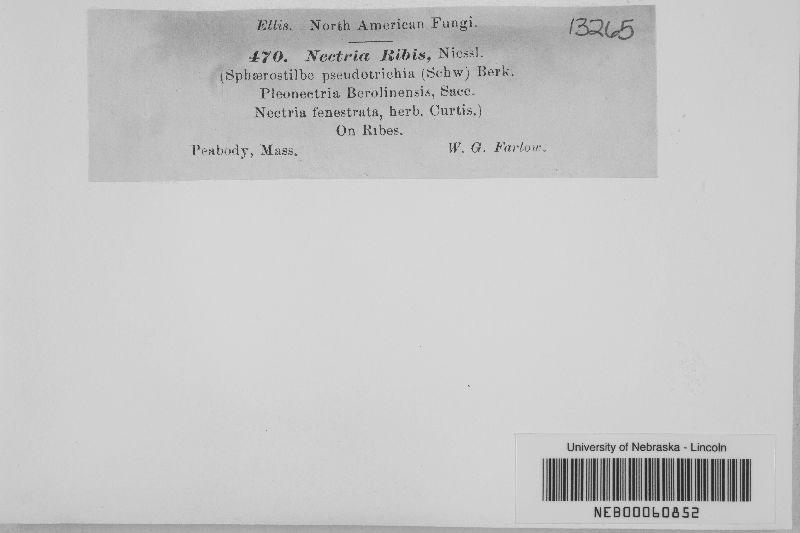 Ellis. North American Fungi.
13265
470. Nectria Ribis, Niessl.
(Sphærostilbe pseudotrichia (Schw) Berk.
Pleonectria Berolinensis, Sacc.
Nectria fenestrata, herb. Curtis.)
On Ribes.
Peabody, Mass. W. G. Farlow.
University of Nebraska - Lincoln
NEB00060852